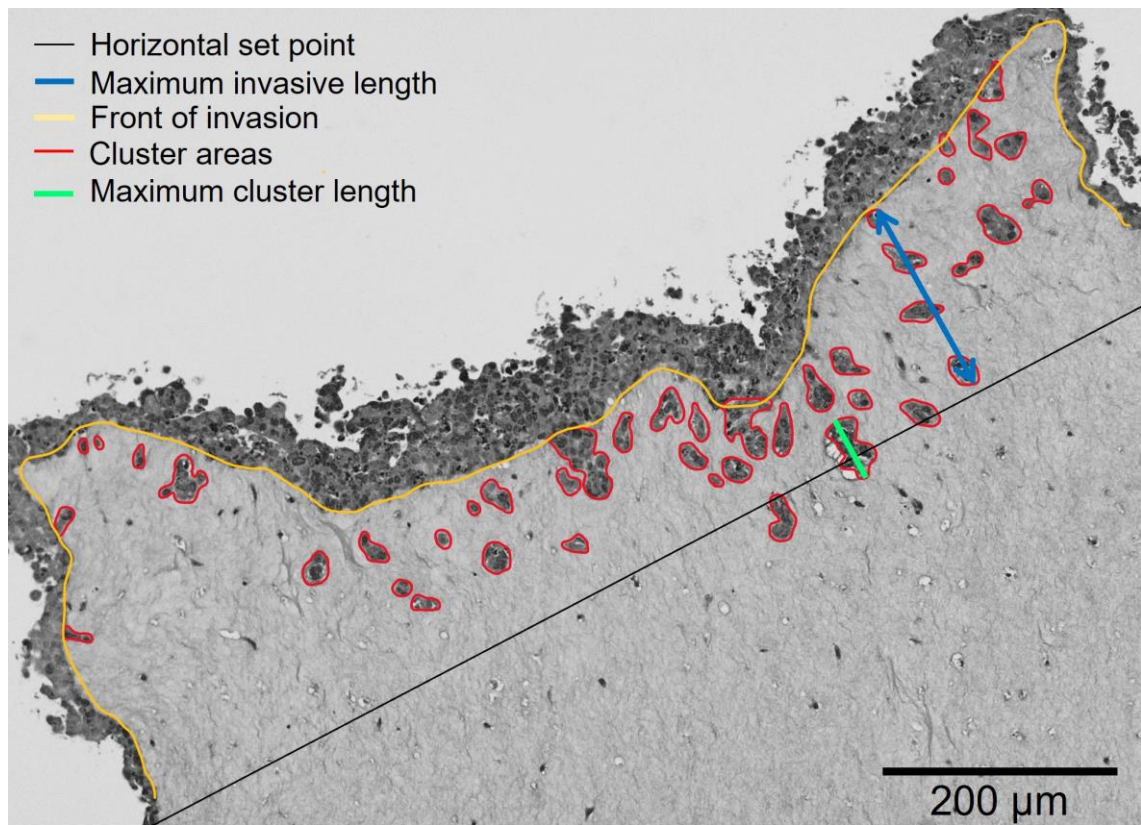 Horizontal set point
Maximum invasive length
Front of invasion
Cluster areas
Maximum cluster length
200 µm